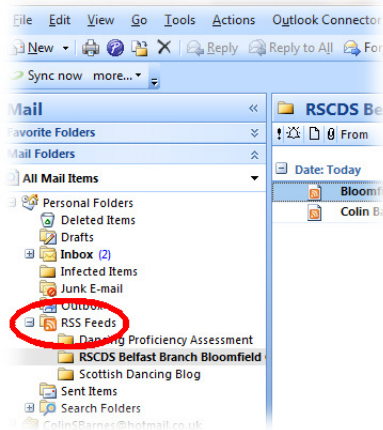 File Edit View Go Tools Actions Outlook Connector
New Reply Reply to All Fo
Sync now more...
Mail «
Favorite Folders
Mail Folders
All Mail Items
Personal Folders
Deleted Items
Drafts
Inbox (2)
Infected Items
Junk E-mail
Outbox
RSS Feeds
Dancing Proficiency Assessment
RSCDS Belfast Branch Bloomfield
Scottish Dancing Blog
Sent Items
Search Folders
ColinSBarnes@hotmail.co.uk
RSCDS Be
! From
Date: Today
Bloomf
Colin Ba